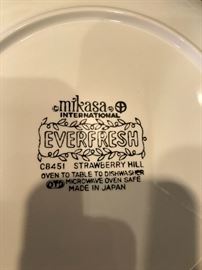 ©mikasa
INTERNATIONAL
EVERFRESH
C8451 STRAWBERRY HILL
OVEN TO TABLE TO DISHWASHER
MICROWAVE OVEN SAFE
MADE IN JAPAN